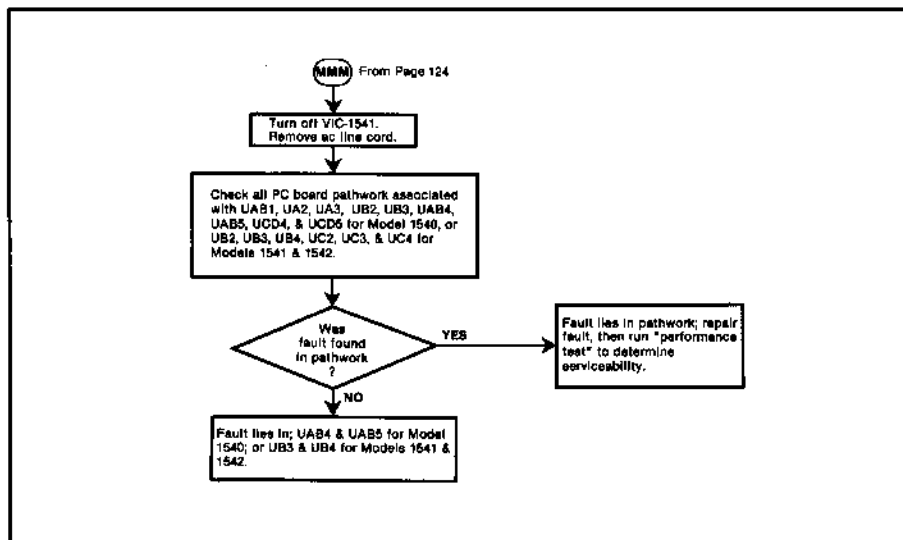 MMM From Page 124
Turn off VIC-1541.
Remove ac line cord.
Check all PC board pathwork associated
with UAB1, UA2, UA3, UB2, UB3, UAB4,
UAB5, UCD4, & UCD5 for Model 1540, or
UB2, UB3, UB4, UC2, UC3, & UC4 for
Models 1541 & 1542.
Was
fault found
in pathwork
?
YES
Fault lies in pathwork; repair
fault, then run "performance
test" to determine
serviceability.
NO
Fault lies in; UAB4 & UAB5 for Model
1540; or UB3 & UB4 for Models 1541 &
1542.